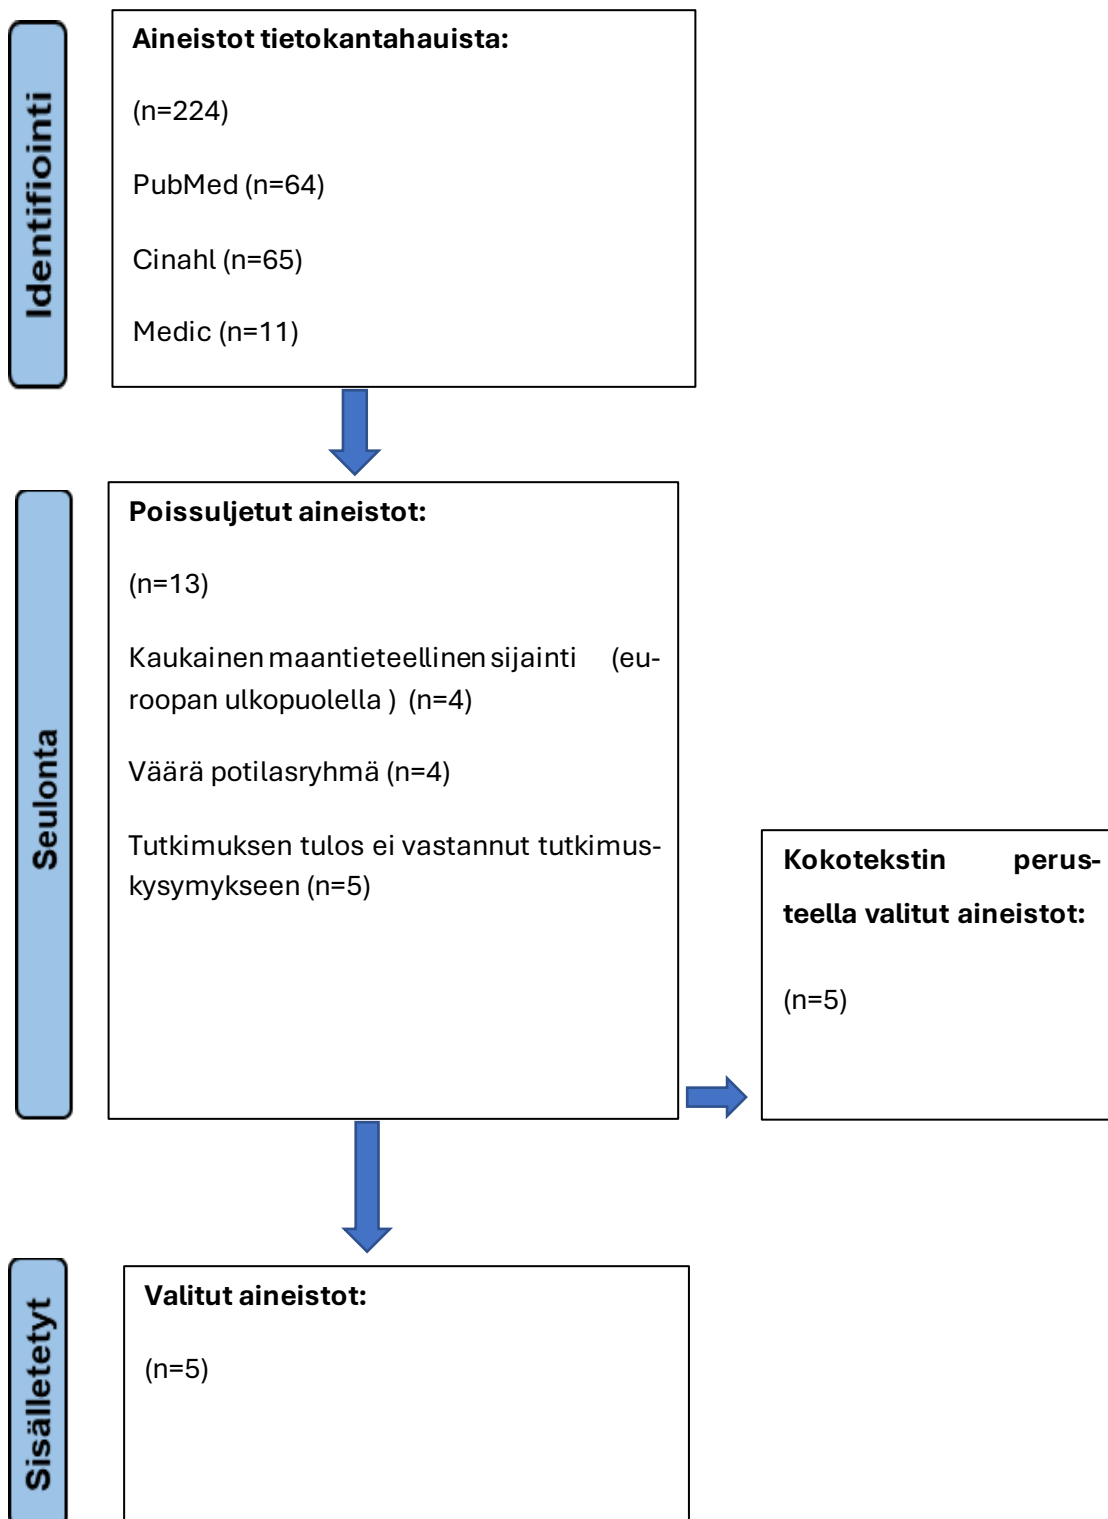 Identifiointi
Aineistot tietokantahauista:
(n=224)
PubMed (n=64)
Cinahl (n=65)
Medic (n=11)
Seulonta
Poissuljetut aineistot:
(n=13)
Kaukainen maantieteellinen sijainti (eu-
roopan ulkopuolella ) (n=4)
Väärä potilasryhmä (n=4)
Tutkimuksen tulos ei vastannut tutkimus-
kysymykseen (n=5)
Kokotekstin perus-
teella valitut aineistot:
(n=5)
Sisälletetyt
Valitut aineistot:
(n=5)